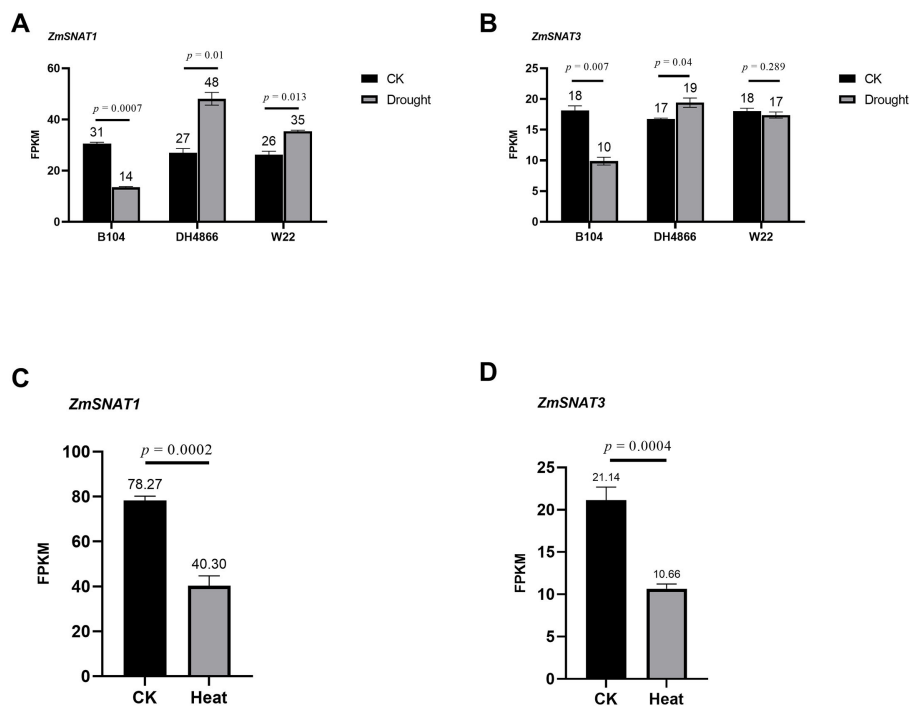 A
ZmSNAT1
p = 0.01
p = 0.0007
p = 0.013
CK
Drought
FPKM
60
40
20
0
31
14
27
48
26
35
B104
DH4866
W22
B
ZmSNAT3
p = 0.007
p = 0.04
p = 0.289
CK
Drought
FPKM
25
20
15
10
5
0
18
10
17
19
18
17
B104
DH4866
W22
C
ZmSNAT1
p = 0.0002
FPKM
100
80
60
40
20
0
78.27
40.30
CK
Heat
D
ZmSNAT3
p = 0.0004
FPKM
25
20
15
10
5
0
21.14
10.66
CK
Heat